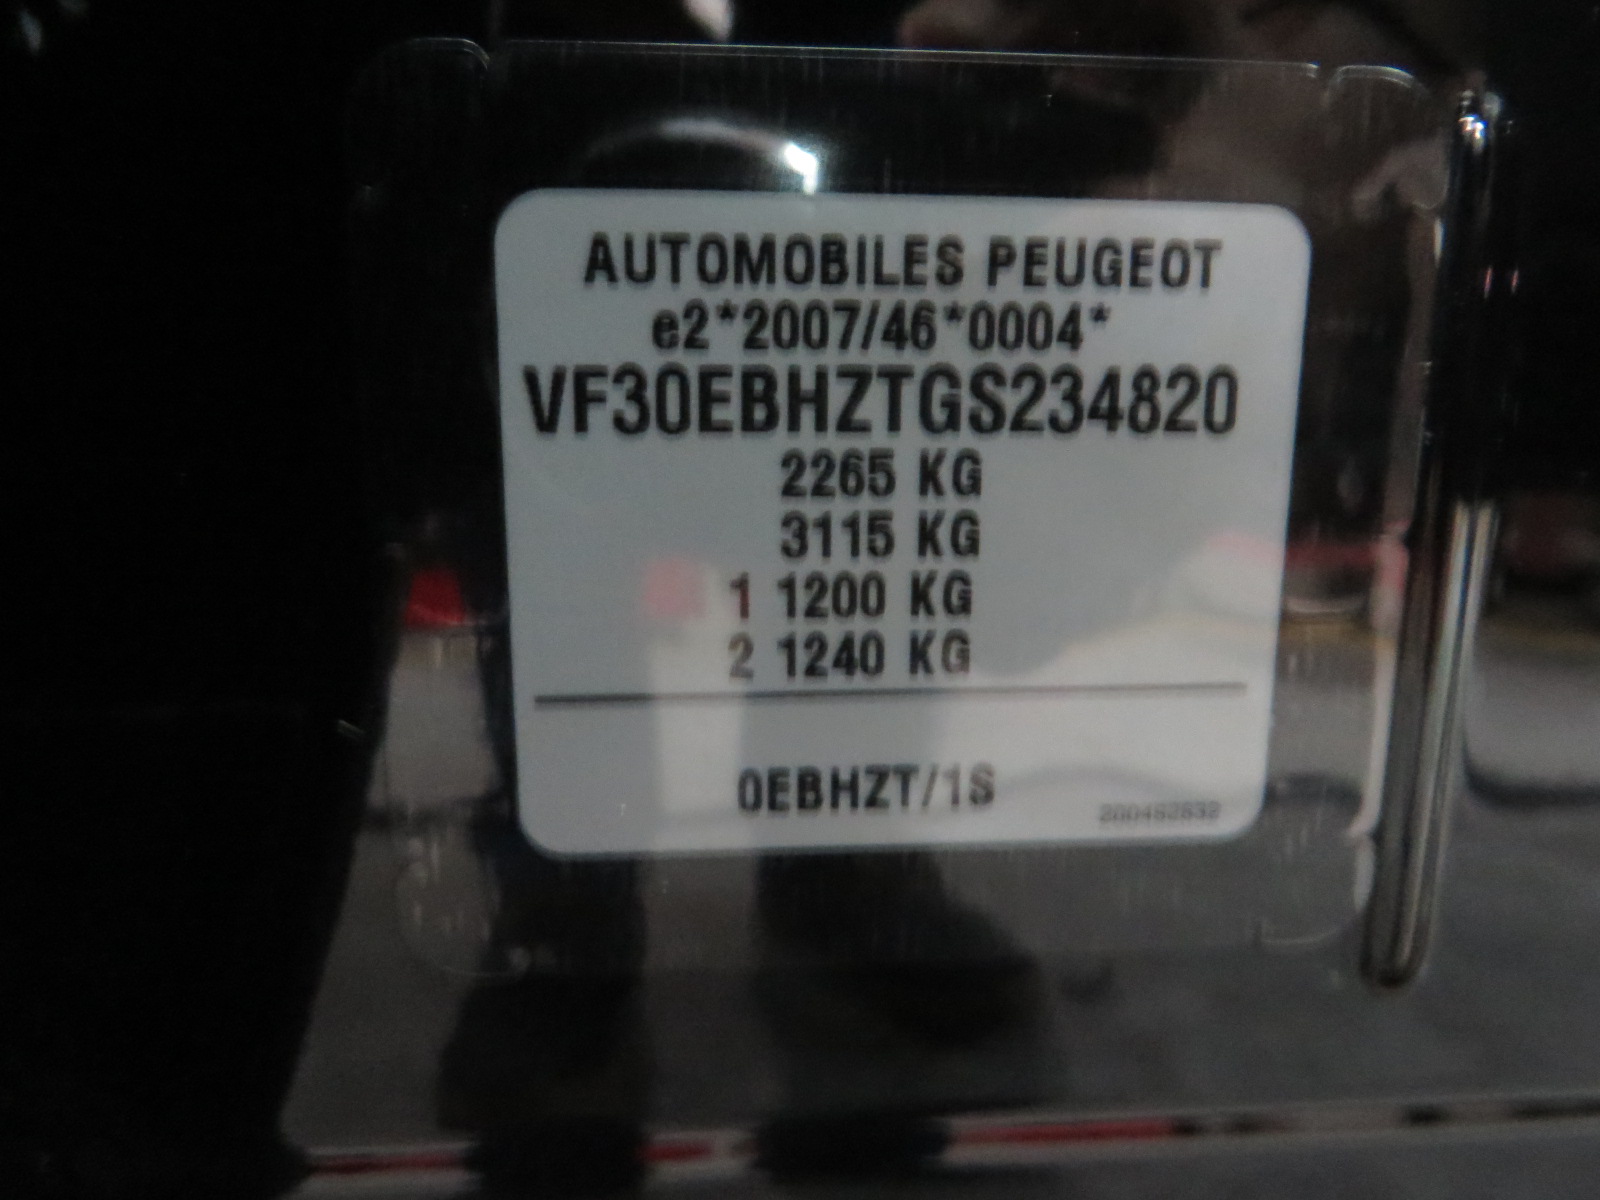 AUTOMOBILES PEUGEOT
e2*2007/46*0004*
VF30EBHZTGS234820
2265 KG
3115 KG
1 1200 KG
2 1240 KG
0EBHZT/1S